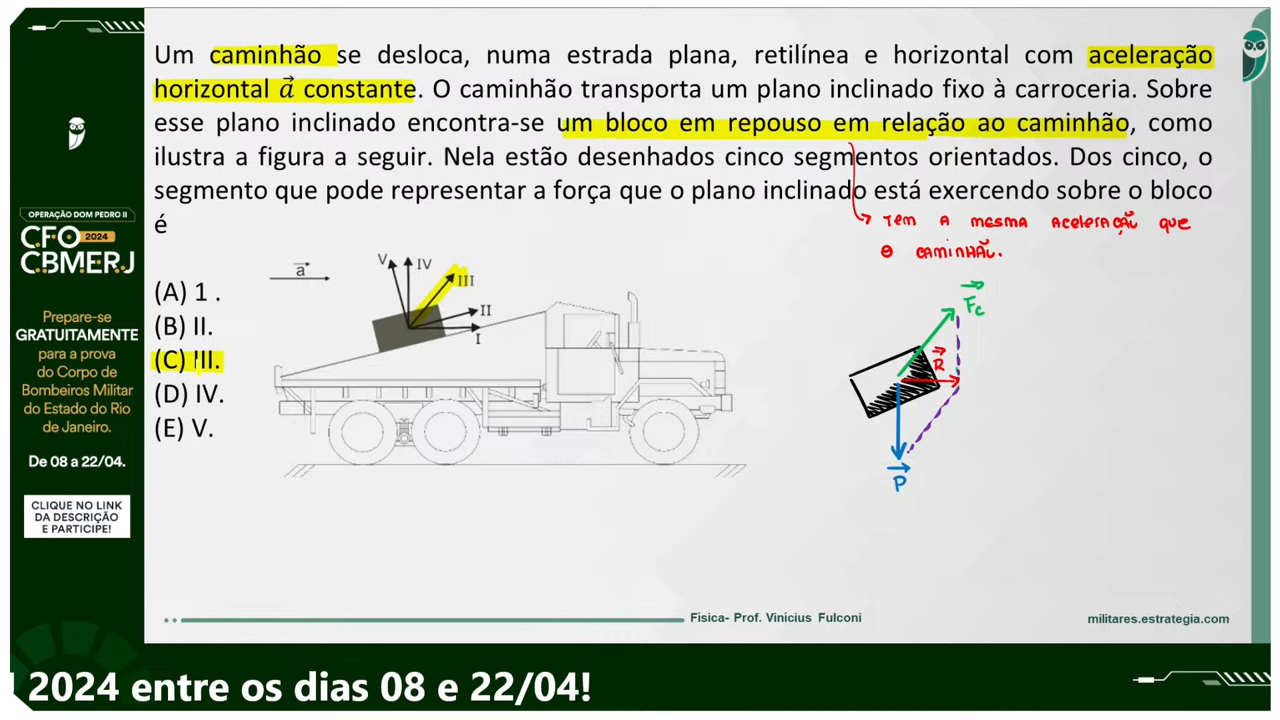 Um caminhão se desloca, numa estrada plana, retilínea e horizontal com aceleração
horizontal a⃗ constante. O caminhão transporta um plano inclinado fixo à carroceria. Sobre
esse plano inclinado encontra-se um bloco em repouso em relação ao caminhão, como
ilustra a figura a seguir. Nela estão desenhados cinco segmentos orientados. Dos cinco, o
segmento que pode representar a força que o plano inclinado está exercendo sobre o bloco
é
TEM A MESMA ACELERAÇÃO QUE
O CAMINHÃO.
(A) 1 .
(B) II.
(C) III.
(D) IV.
(E) V.
a⃗
V
IV
III
II
I
F⃗c
R⃗
P⃗
OPERAÇÃO DOM PEDRO II
CFO 2024
CBMERJ
Prepare-se
GRATUITAMENTE
para a prova
do Corpo de
Bombeiros Militar
do Estado do Rio
de Janeiro.
De 08 a 22/04.
CLIQUE NO LINK
DA DESCRIÇÃO
E PARTICIPE!
Física- Prof. Vinícius Fulconi
militares.estrategia.com
2024 entre os dias 08 e 22/04!